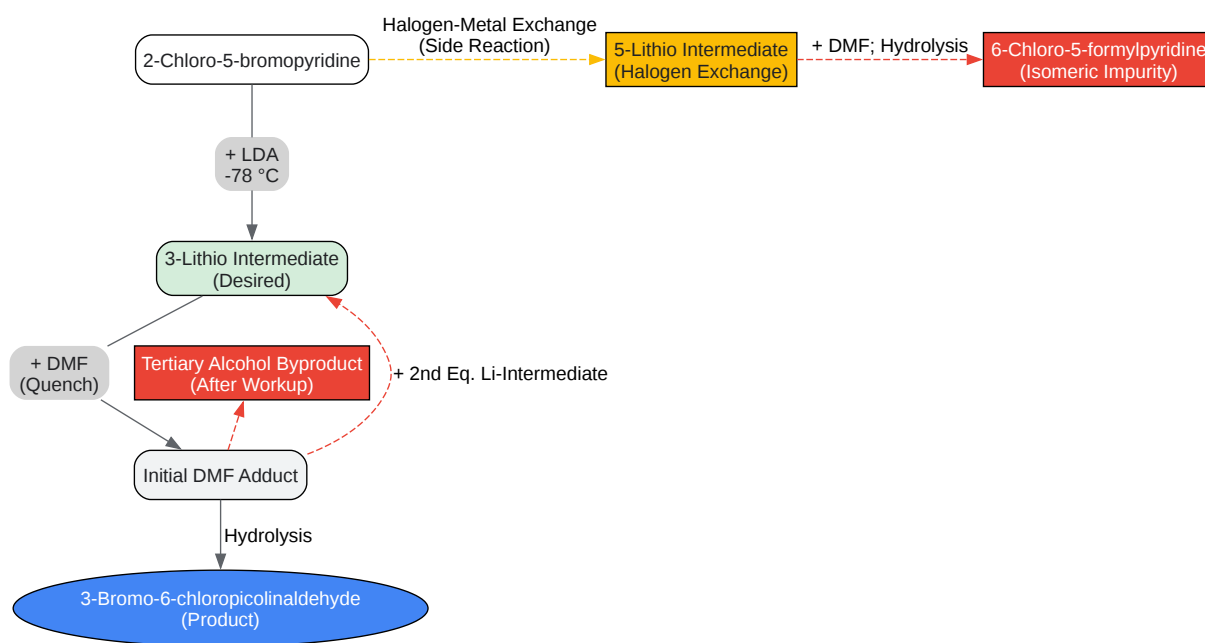 Halogen-Metal Exchange
(Side Reaction)
2-Chloro-5-bromopyridine
5-Lithio Intermediate
(Halogen Exchange)
+ DMF; Hydrolysis
6-Chloro-5-formylpyridine
(Isomeric Impurity)
+ LDA
-78 °C
3-Lithio Intermediate
(Desired)
+ DMF
(Quench)
Tertiary Alcohol Byproduct
(After Workup)
+ 2nd Eq. Li-Intermediate
Initial DMF Adduct
Hydrolysis
3-Bromo-6-chloropicolinaldehyde
(Product)